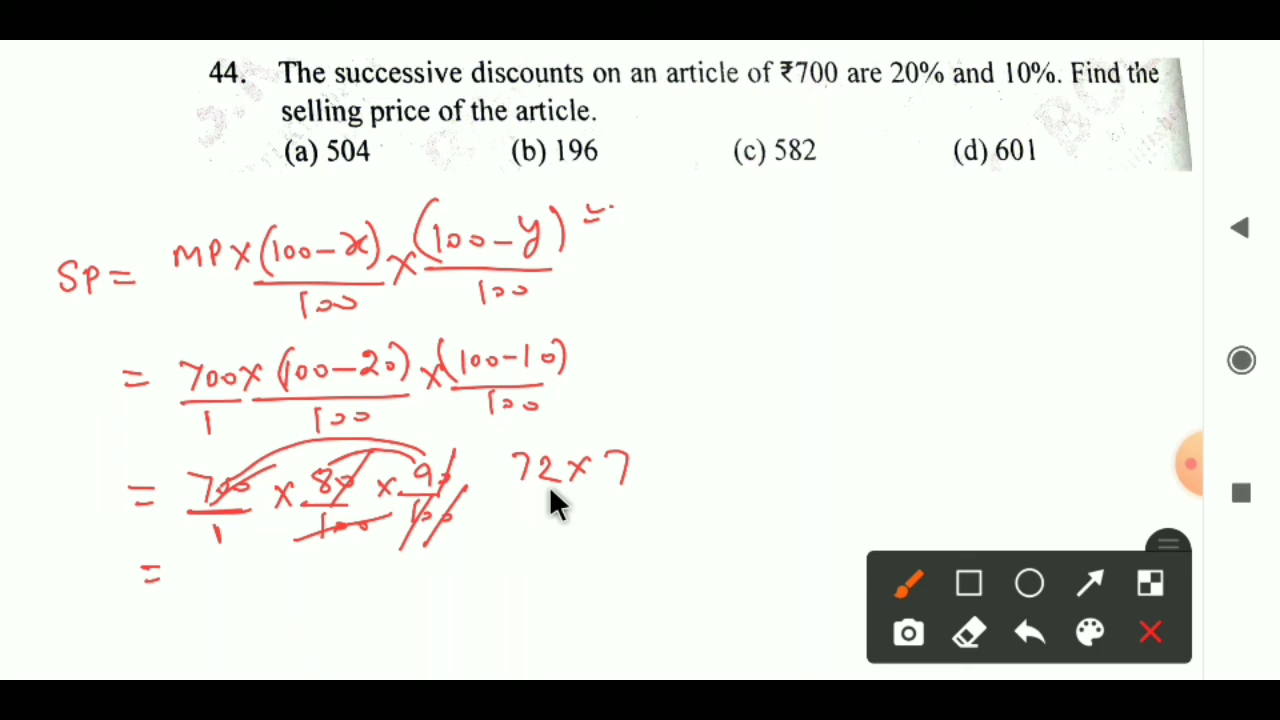 44. The successive discounts on an article of ₹700 are 20% and 10%. Find the
selling price of the article.
(a) 504 (b) 196 (c) 582 (d) 601
SP = MP × (100 - x)/100 × (100 - y)/100 =
= 700/1 × (100 - 20)/100 × (100 - 10)/100
= 700/1 × 80/100 × 90/100 72 × 7
=